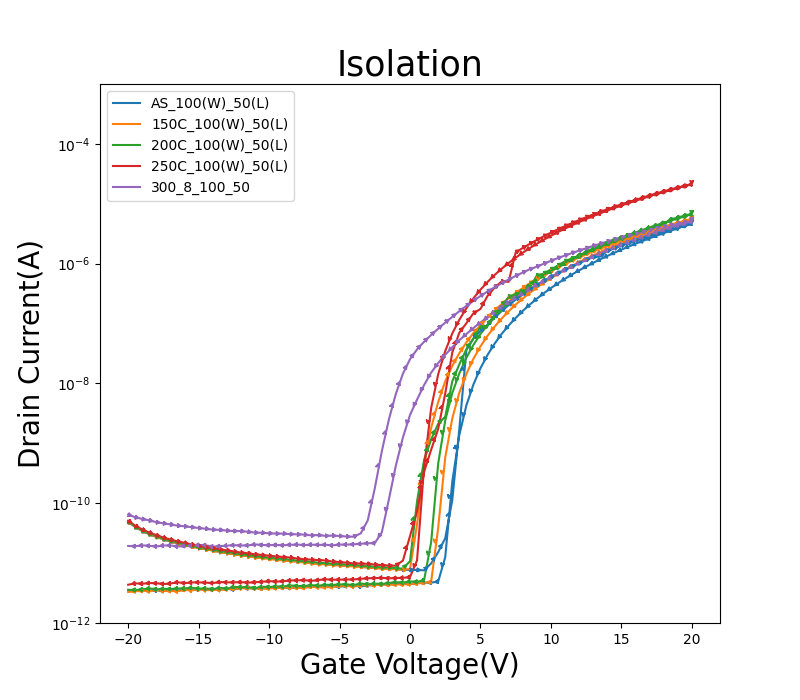 Isolation
AS_100(W)_50(L)
150C_100(W)_50(L)
200C_100(W)_50(L)
250C_100(W)_50(L)
300_8_100_50
Drain Current(A)
10⁻⁴
10⁻⁶
10⁻⁸
10⁻¹⁰
10⁻¹²
−20 −15 −10 −5 0 5 10 15 20
Gate Voltage(V)